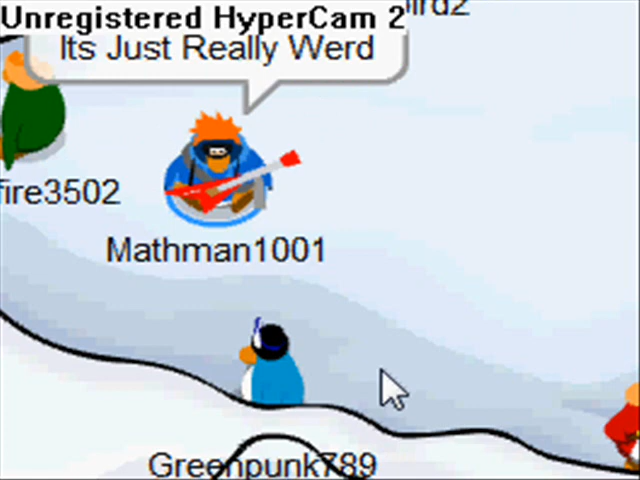 Unregistered HyperCam 2
Its Just Really Werd
fire3502
Mathman1001
Greenpunk789